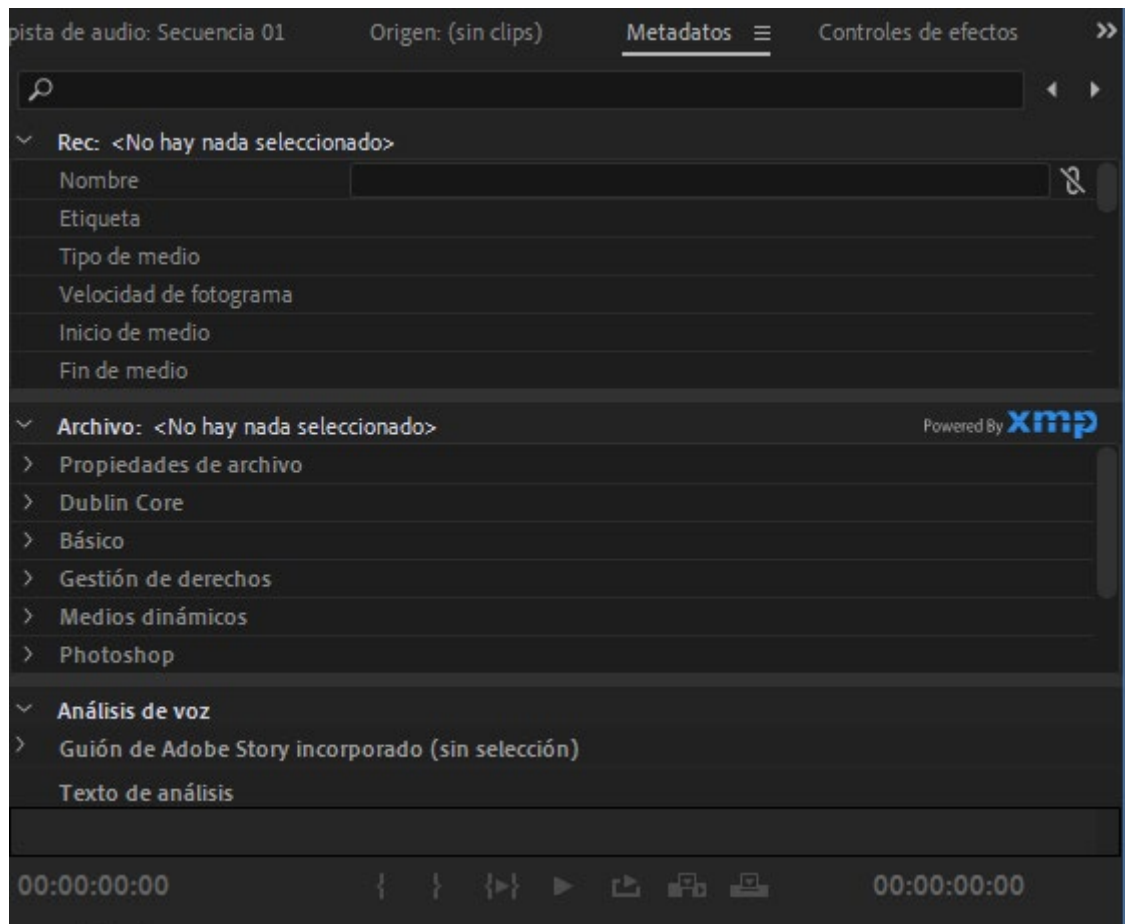 pista de audio: Secuencia 01 Origen: (sin clips) Metadatos Controles de efectos
Rec: <No hay nada seleccionado>
Nombre
Etiqueta
Tipo de medio
Velocidad de fotograma
Inicio de medio
Fin de medio
Archivo: <No hay nada seleccionado> Powered By xmp
Propiedades de archivo
Dublin Core
Básico
Gestión de derechos
Medios dinámicos
Photoshop
Análisis de voz
Guión de Adobe Story incorporado (sin selección)
Texto de análisis
00:00:00:00 00:00:00:00